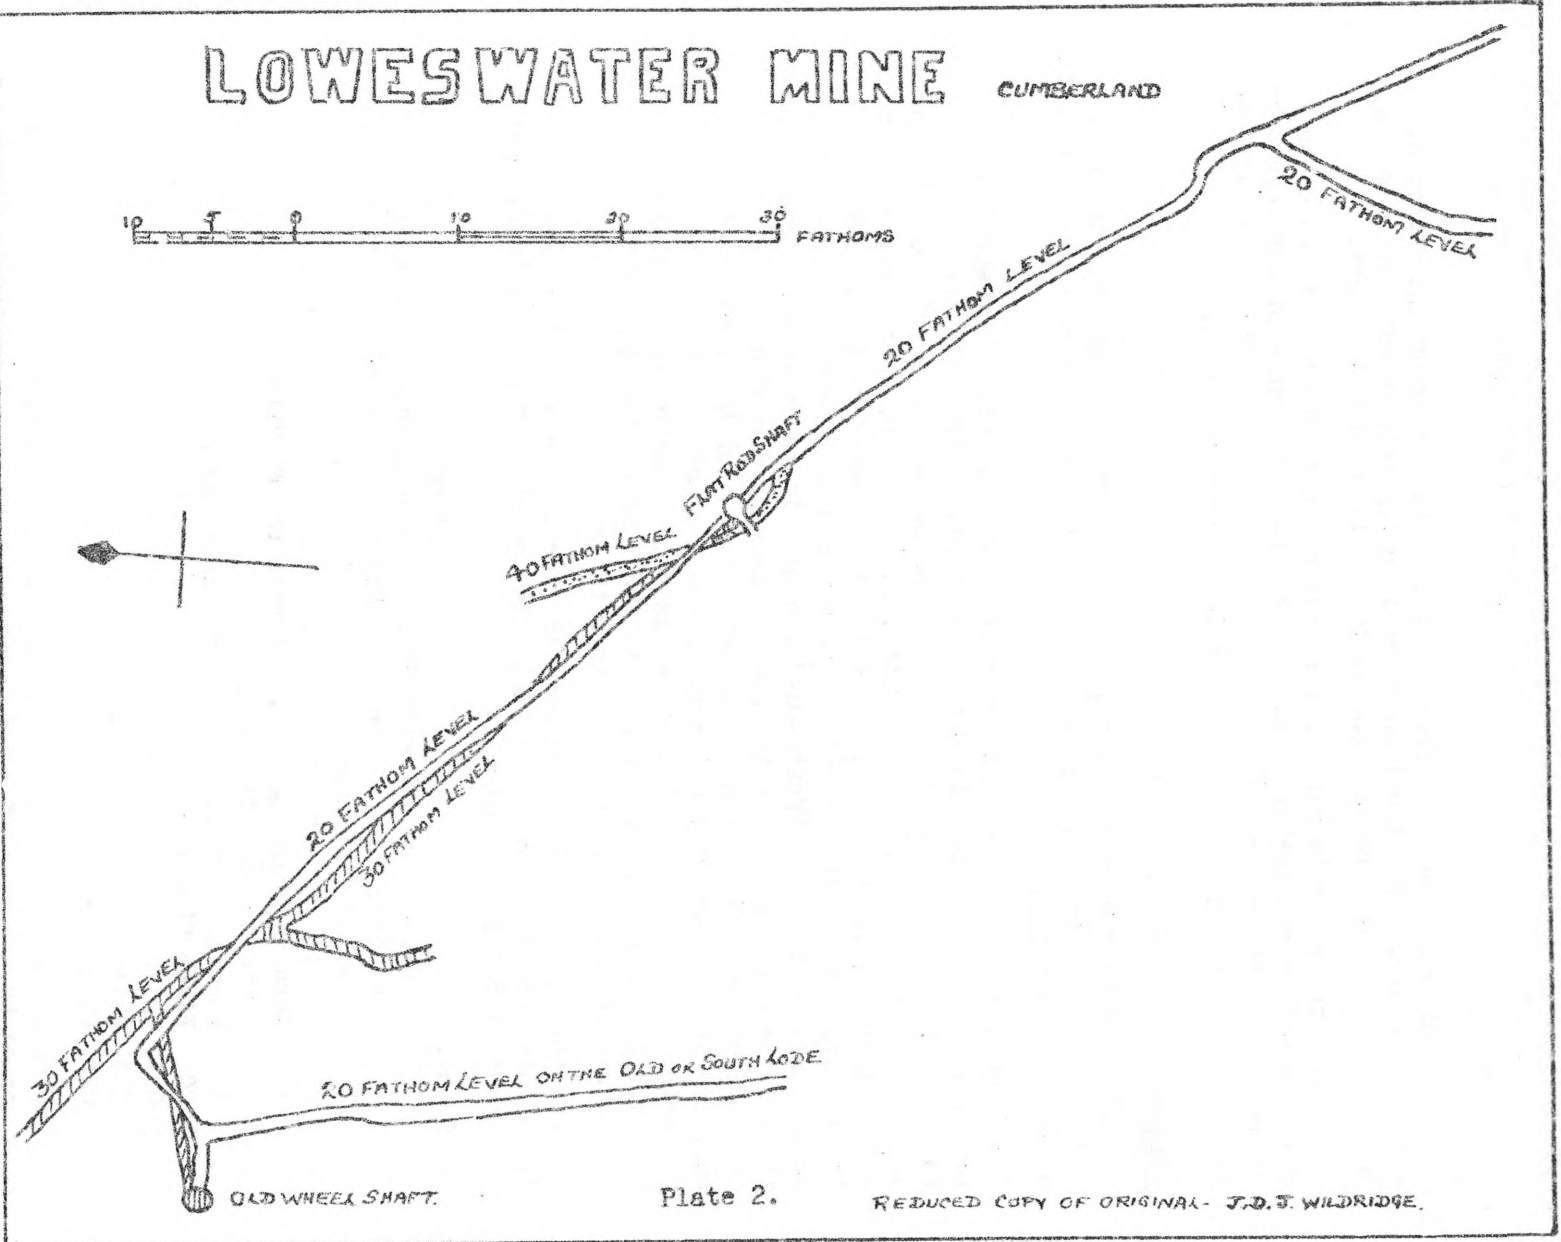 LOWESWATER MINE CUMBERLAND
10 5 0 10 20 30 FATHOMS
20 FATHOM LEVEL
20 FATHOM LEVEL
FLAT ROD SHAFT
40 FATHOM LEVEL
20 FATHOM LEVEL
30 FATHOM LEVEL
30 FATHOM LEVEL
20 FATHOM LEVEL ON THE OLD OR SOUTH LODE
OLD WHEEL SHAFT.
Plate 2.
REDUCED COPY OF ORIGINAL - J.D.J. WILDRIDGE.